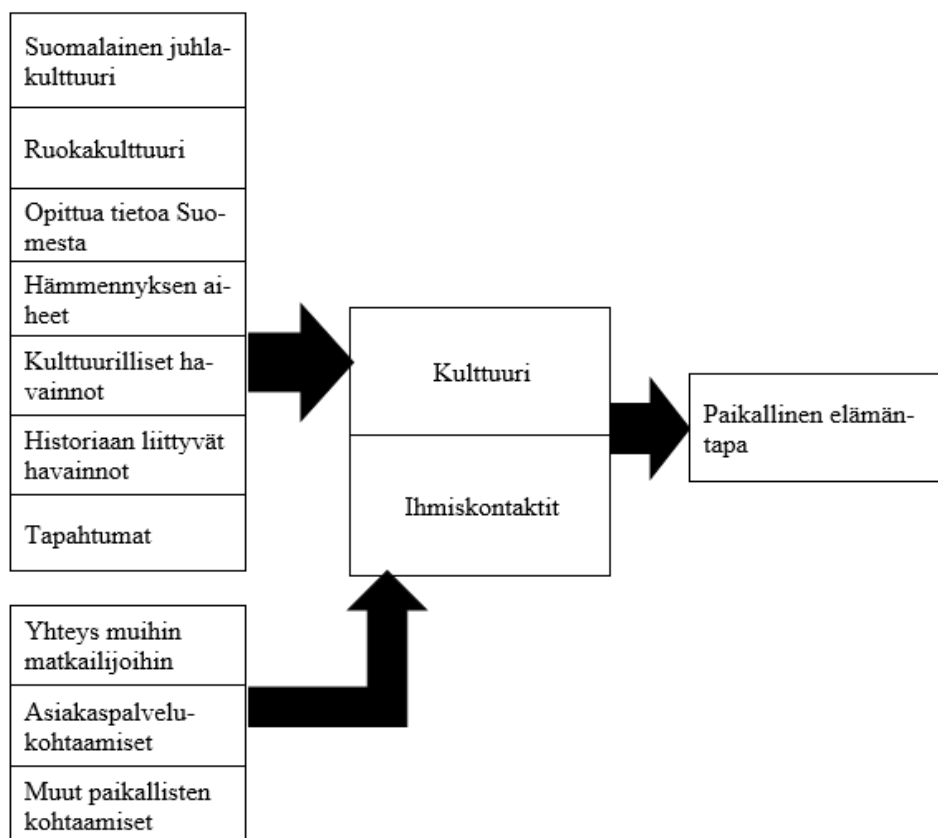 Suomalainen juhla-
kulttuuri
Ruokakulttuuri
Opittua tietoa Suo-
mesta
Hämmennyksen ai-
heet
Kulttuurilliset ha-
vainnot
Historiaan liittyvät
havainnot
Tapahtumat
Yhteys muihin
matkailijoihin
Asiakaspalvelu-
kohtaamiset
Muut paikallisten
kohtaamiset
Kulttuuri
Ihmiskontaktit
Paikallinen elämän-
tapa